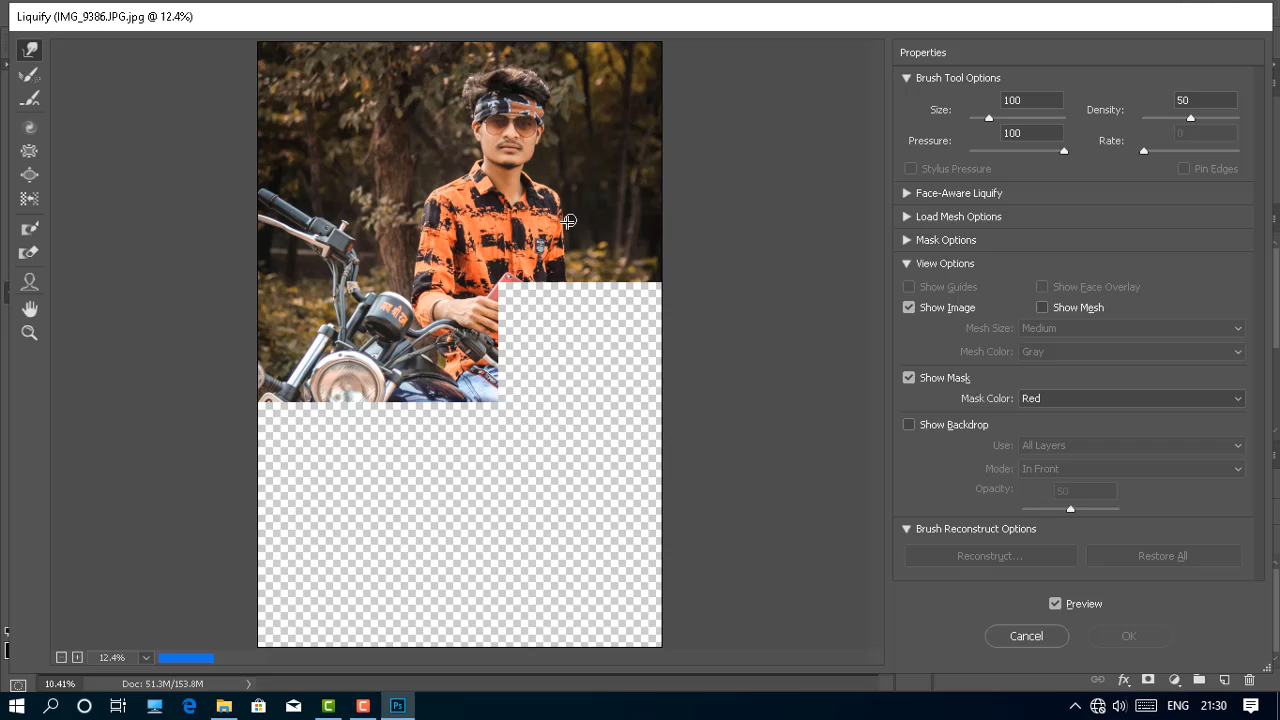 Liquify (IMG_9386.JPG.jpg @ 12.4%)
Properties
Brush Tool Options
Size: 100 Density: 50
Pressure: 100 Rate: 0
Stylus Pressure Pin Edges
Face-Aware Liquify
Load Mesh Options
Mask Options
View Options
Show Guides Show Face Overlay
Show Image Show Mesh
Mesh Size: Medium
Mesh Color: Gray
Show Mask
Mask Color: Red
Show Backdrop
Use: All Layers
Mode: In Front
Opacity: 50
Brush Reconstruct Options
Reconstruct... Restore All
Preview
Cancel OK
12.4%
10.41% Doc: 51.3M/153.8M
fx
Ps ENG 21:30